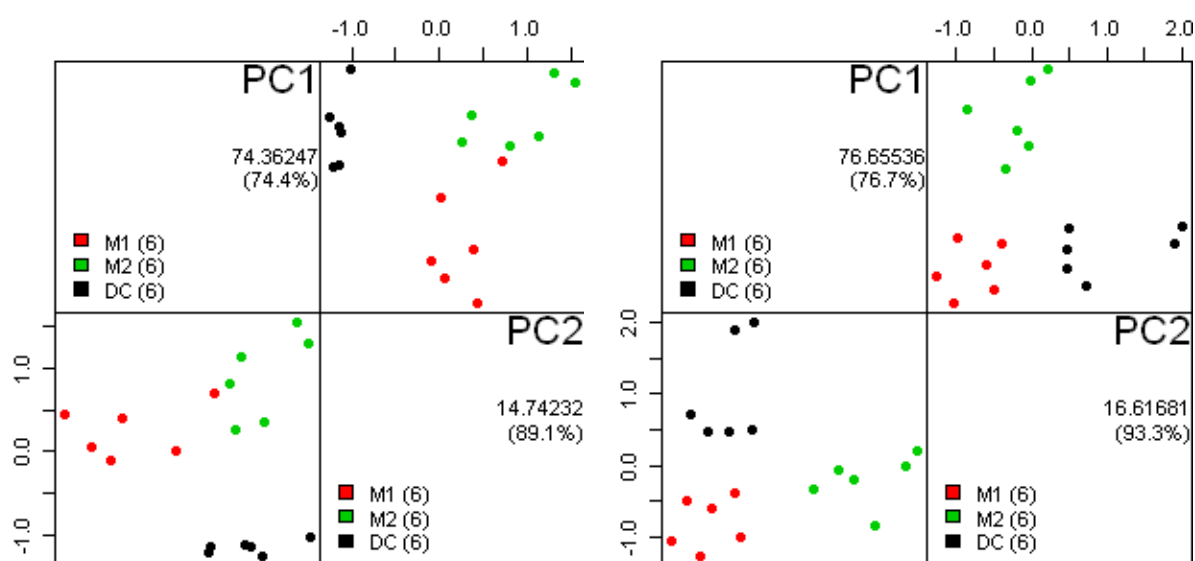 -1.0 0.0 1.0
-1.0 0.0 1.0 2.0
PC1
74.36247
(74.4%)
M1 (6)
M2 (6)
DC (6)
PC1
76.65536
(76.7%)
M1 (6)
M2 (6)
DC (6)
1.0
0.0
-1.0
PC2
14.74232
(89.1%)
M1 (6)
M2 (6)
DC (6)
2.0
1.0
0.0
-1.0
PC2
16.61681
(93.3%)
M1 (6)
M2 (6)
DC (6)